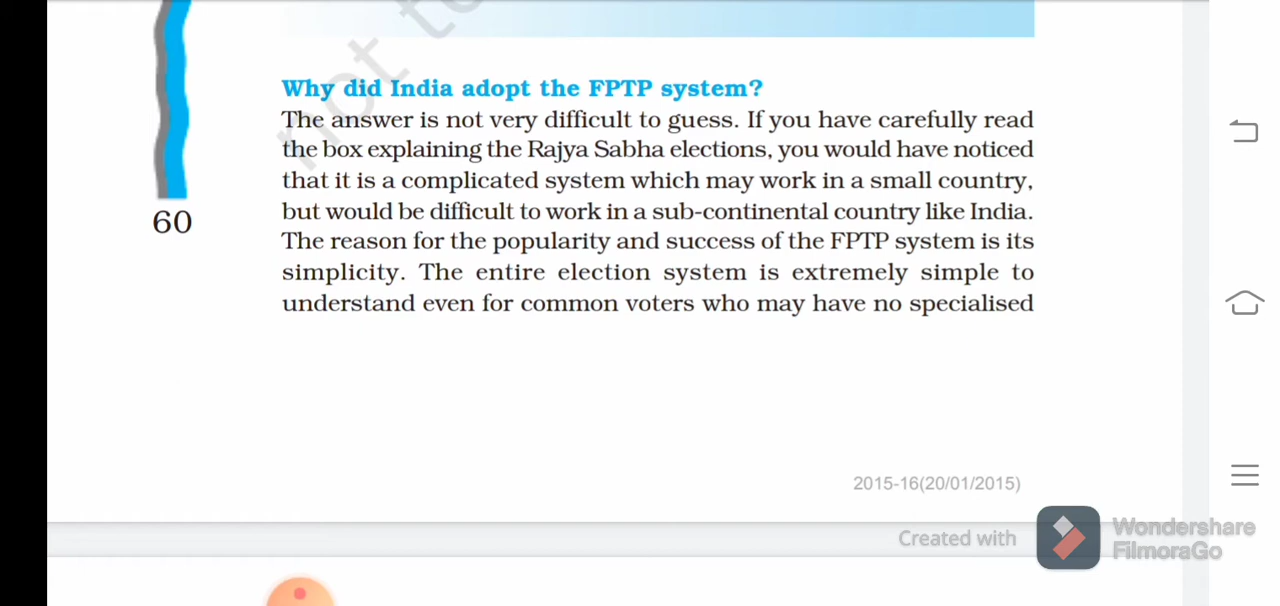 Why did India adopt the FPTP system?
The answer is not very difficult to guess. If you have carefully read
the box explaining the Rajya Sabha elections, you would have noticed
that it is a complicated system which may work in a small country,
but would be difficult to work in a sub-continental country like India.
The reason for the popularity and success of the FPTP system is its
simplicity. The entire election system is extremely simple to
understand even for common voters who may have no specialised
60
2015-16(20/01/2015)
Created with
Wondershare
FilmoraGo
not to